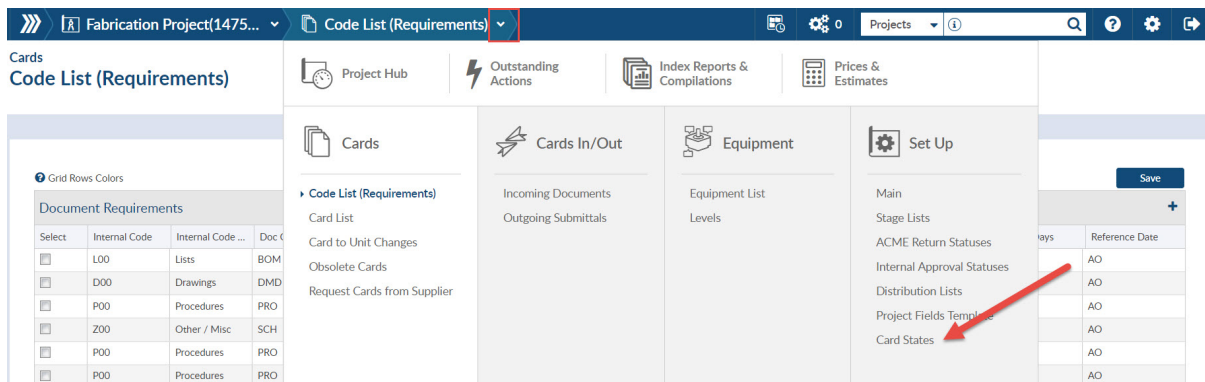 Fabrication Project(1475...
Code List (Requirements)
0
Projects
Cards
Code List (Requirements)
Project Hub
Outstanding
Actions
Index Reports &
Compilations
Prices &
Estimates
Cards
Cards In/Out
Equipment
Set Up
Code List (Requirements)
Card List
Card to Unit Changes
Obsolete Cards
Request Cards from Supplier
Incoming Documents
Outgoing Submittals
Equipment List
Levels
Main
Stage Lists
ACME Return Statuses
Internal Approval Statuses
Distribution Lists
Project Fields Template
Card States
Grid Rows Colors
Save
Document Requirements
+
Select Internal Code Internal Code ... Doc Days Reference Date
L00 Lists BOM AO
D00 Drawings DMD AO
P00 Procedures PRO AO
Z00 Other / Misc SCH AO
P00 Procedures PRO AO
P00 Procedures PRO AO